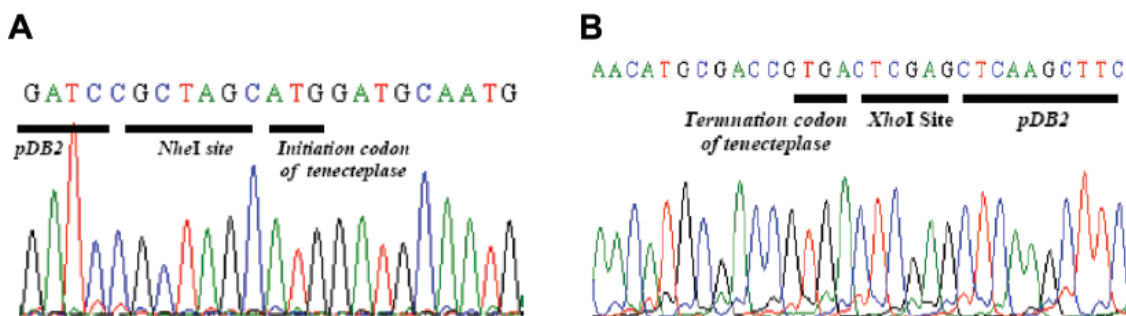 A
GATCCGCTAGCATGGATGCAATG
pDB2
NheI site
Initiation codon
of tenecteplase
B
AACATGCGACCGTGACTCGAGCTCAAGCTTC
Termnation codon
of tenecteplase
XhoI Site
pDB2